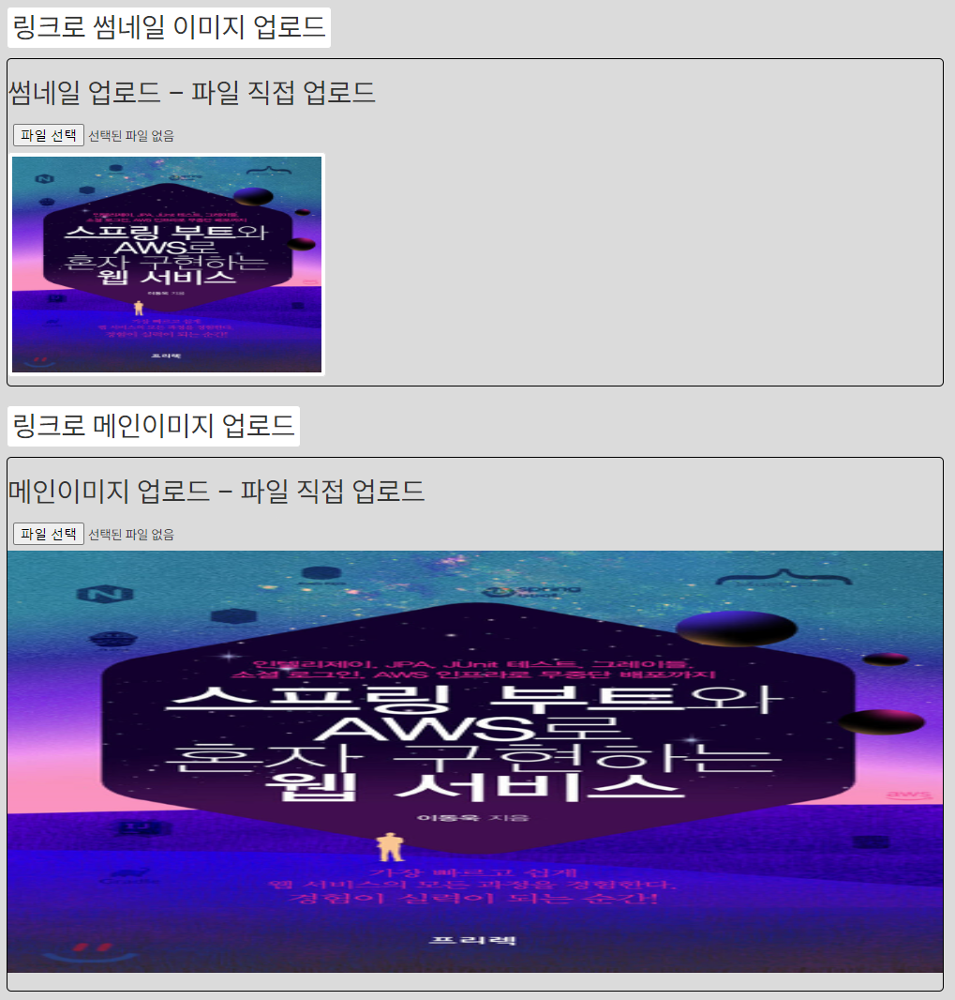 링크로 썸네일 이미지 업로드
썸네일 업로드 – 파일 직접 업로드
파일 선택 선택된 파일 없음
인텔리제이, JPA, JUnit 테스트, 그레이들,
소셜 로그인, AWS 인프라로 무중단 배포까지
스프링 부트와
AWS로
혼자 구현하는
웹 서비스
이동욱 지음
가장 빠르고 쉽게
웹 서비스의 모든 과정을 경험한다.
경험이 실력이 되는 순간!
프리렉
링크로 메인이미지 업로드
메인이미지 업로드 – 파일 직접 업로드
파일 선택 선택된 파일 없음
spring
boot
인텔리제이, JPA, JUnit 테스트, 그레이들,
소셜 로그인, AWS 인프라로 무중단 배포까지
스프링 부트와
AWS로
혼자 구현하는
웹 서비스
aws
이동욱 지음
Gradle
가장 빠르고 쉽게
웹 서비스의 모든 과정을 경험한다.
경험이 실력이 되는 순간!
프리렉